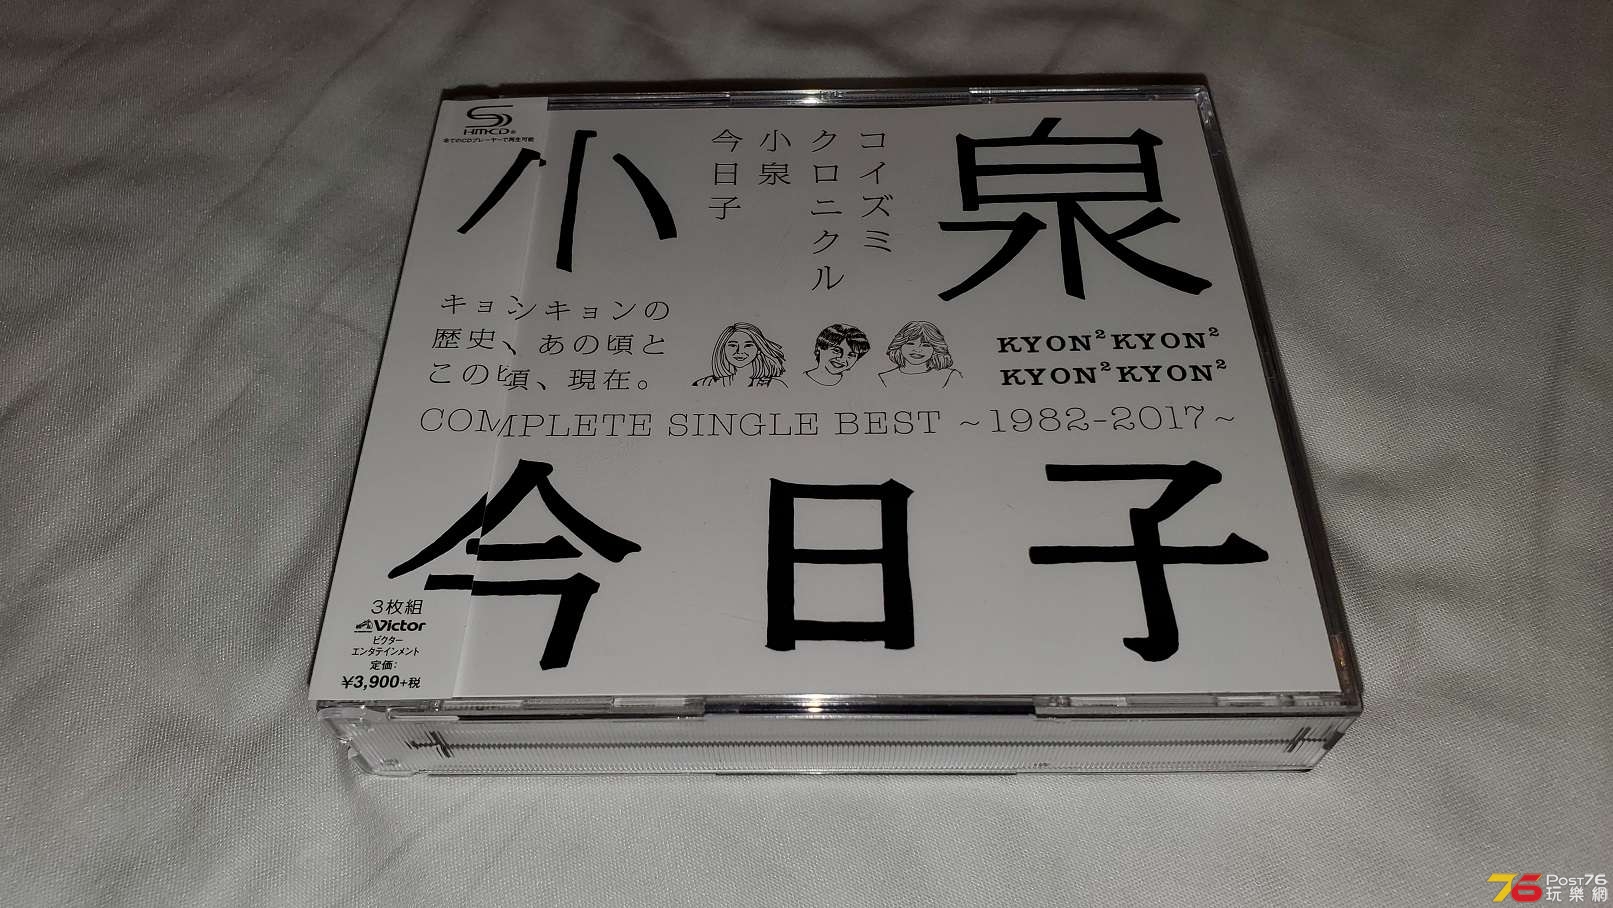 HMCD®
全てのCDプレーヤーで再生可能
小泉
コイズミ
クロニクル
小泉
今日子
キョンキョンの
歴史、あの頃と
この頃、現在。
KYON²KYON²
KYON²KYON²
COMPLETE SINGLE BEST ~1982-2017~
今日子
3枚組
Victor
ビクター
エンタテインメント
定価:
¥3,900+税
76 POST76
玩樂網